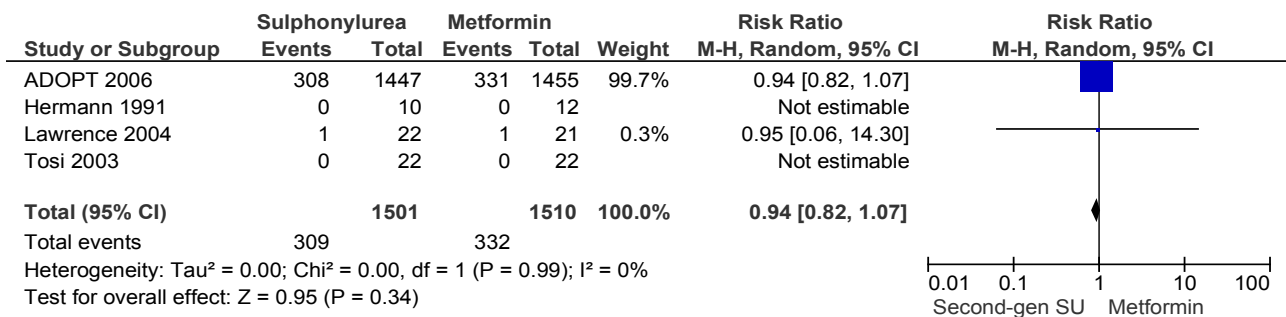 Sulphonylurea Metformin Risk Ratio Risk Ratio
Study or Subgroup Events Total Events Total Weight M-H, Random, 95% CI M-H, Random, 95% CI
ADOPT 2006 308 1447 331 1455 99.7% 0.94 [0.82, 1.07]
Hermann 1991 0 10 0 12 Not estimable
Lawrence 2004 1 22 1 21 0.3% 0.95 [0.06, 14.30]
Tosi 2003 0 22 0 22 Not estimable
Total (95% CI) 1501 1510 100.0% 0.94 [0.82, 1.07]
Total events 309 332
Heterogeneity: Tau² = 0.00; Chi² = 0.00, df = 1 (P = 0.99); I² = 0%
Test for overall effect: Z = 0.95 (P = 0.34)
0.01 0.1 1 10 100
Second-gen SU Metformin